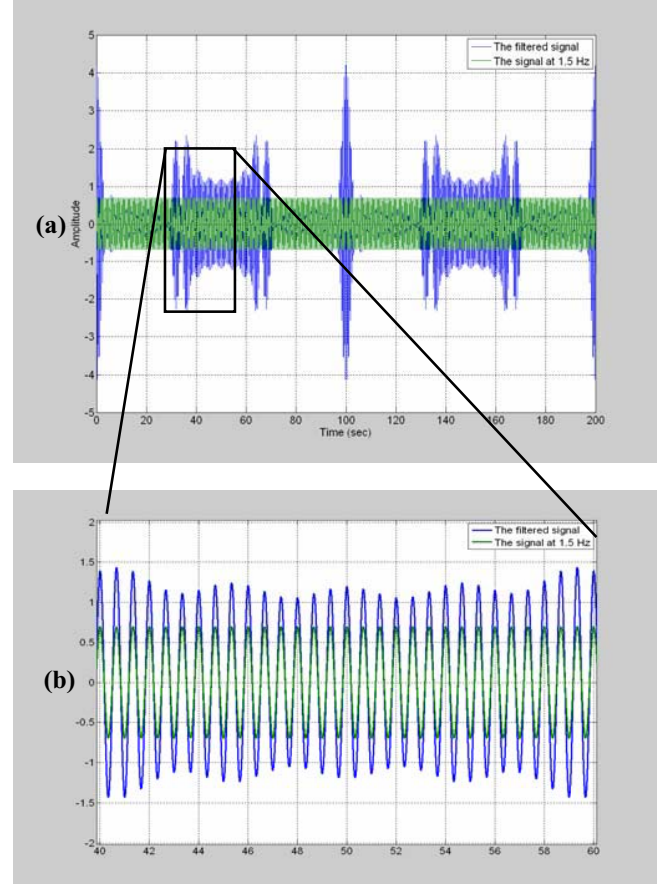 5
The filtered signal
The signal at 1.5 Hz
4
3
2
1
(a)
Amplitude
0
-1
-2
-3
-4
-5
0 20 40 60 80 100 120 140 160 180 200
Time (sec)
2
The filtered signal
The signal at 1.5 Hz
1.5
1
0.5
(b)
0
-0.5
-1
-1.5
-2
40 42 44 46 48 50 52 54 56 58 60